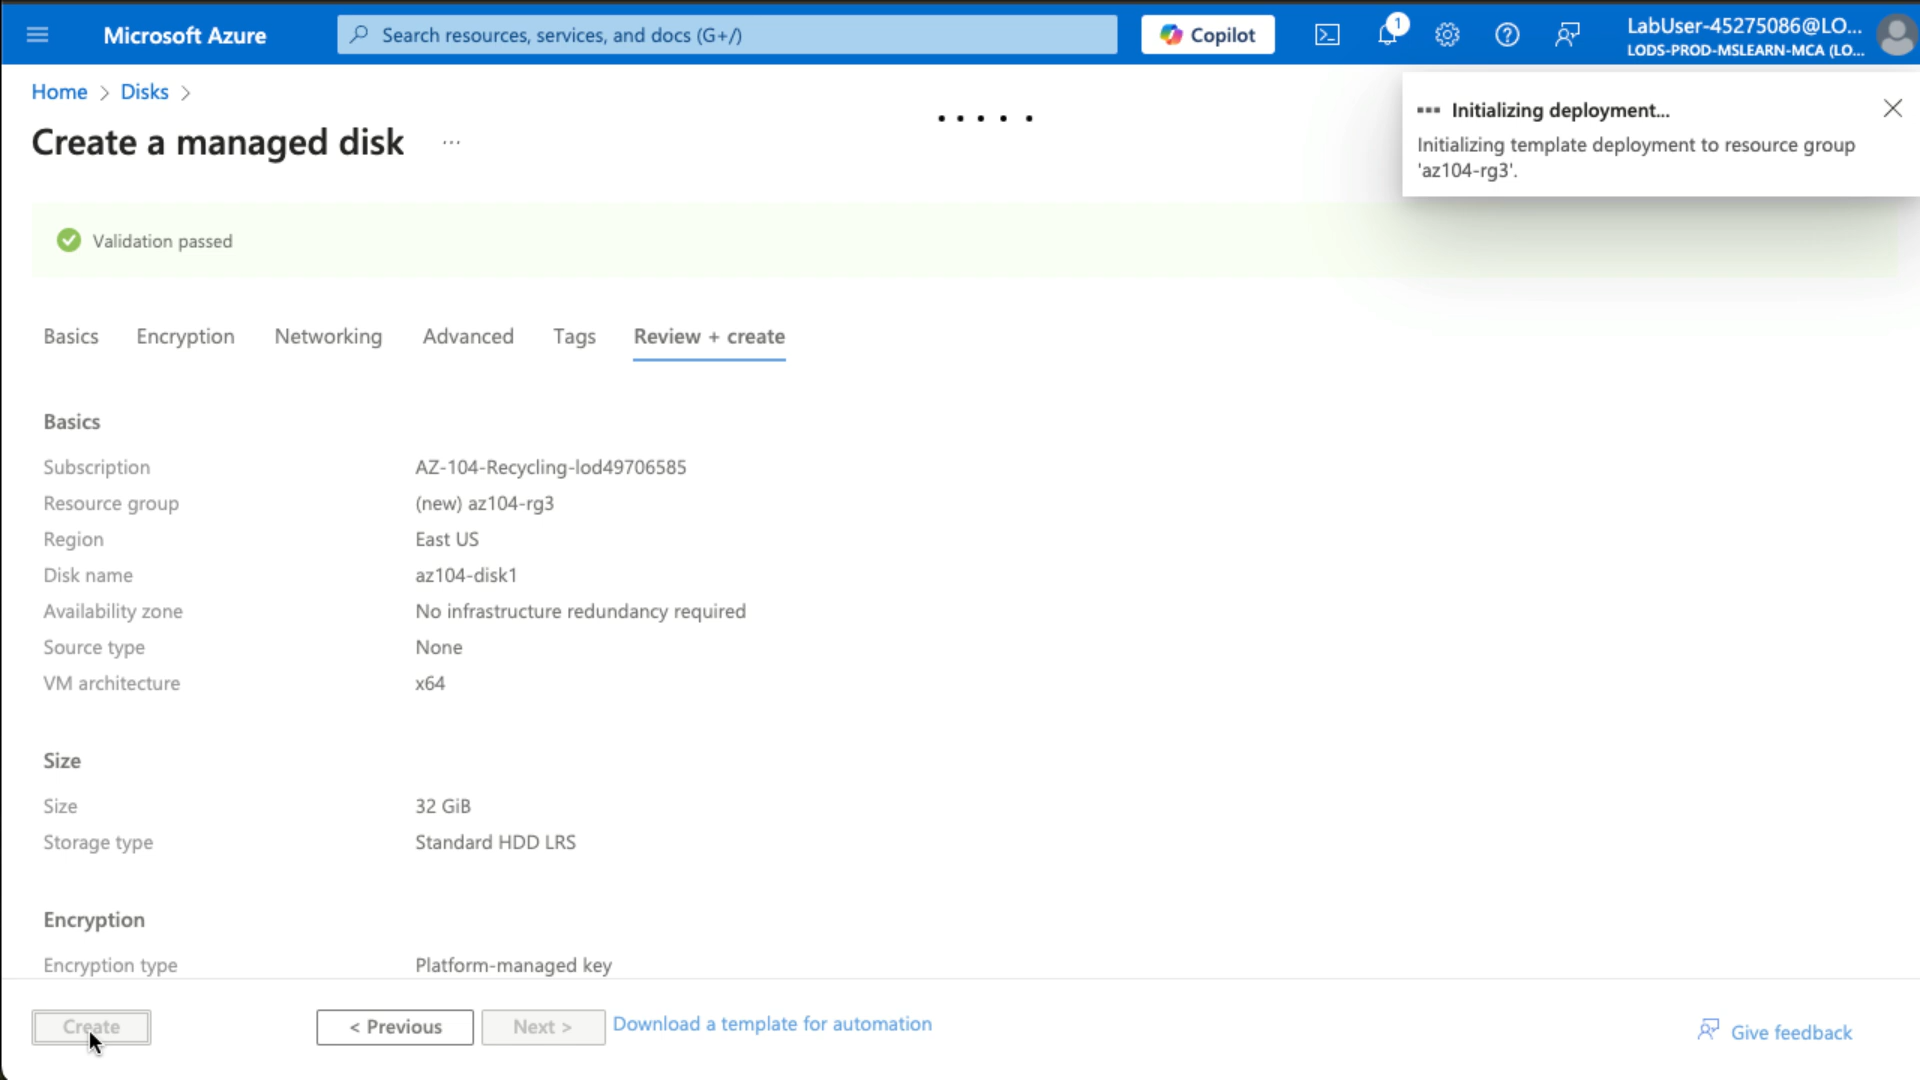 Microsoft Azure
Search resources, services, and docs (G+/)
Copilot
1
LabUser-45275086@LO...
LODS-PROD-MSLEARN-MCA (LO...
Home > Disks >
Create a managed disk ...
Initializing deployment...
Initializing template deployment to resource group
'az104-rg3'.
Validation passed
Basics Encryption Networking Advanced Tags Review + create
Basics
Subscription AZ-104-Recycling-lod49706585
Resource group (new) az104-rg3
Region East US
Disk name az104-disk1
Availability zone No infrastructure redundancy required
Source type None
VM architecture x64
Size
Size 32 GiB
Storage type Standard HDD LRS
Encryption
Encryption type Platform-managed key
Create < Previous Next > Download a template for automation Give feedback